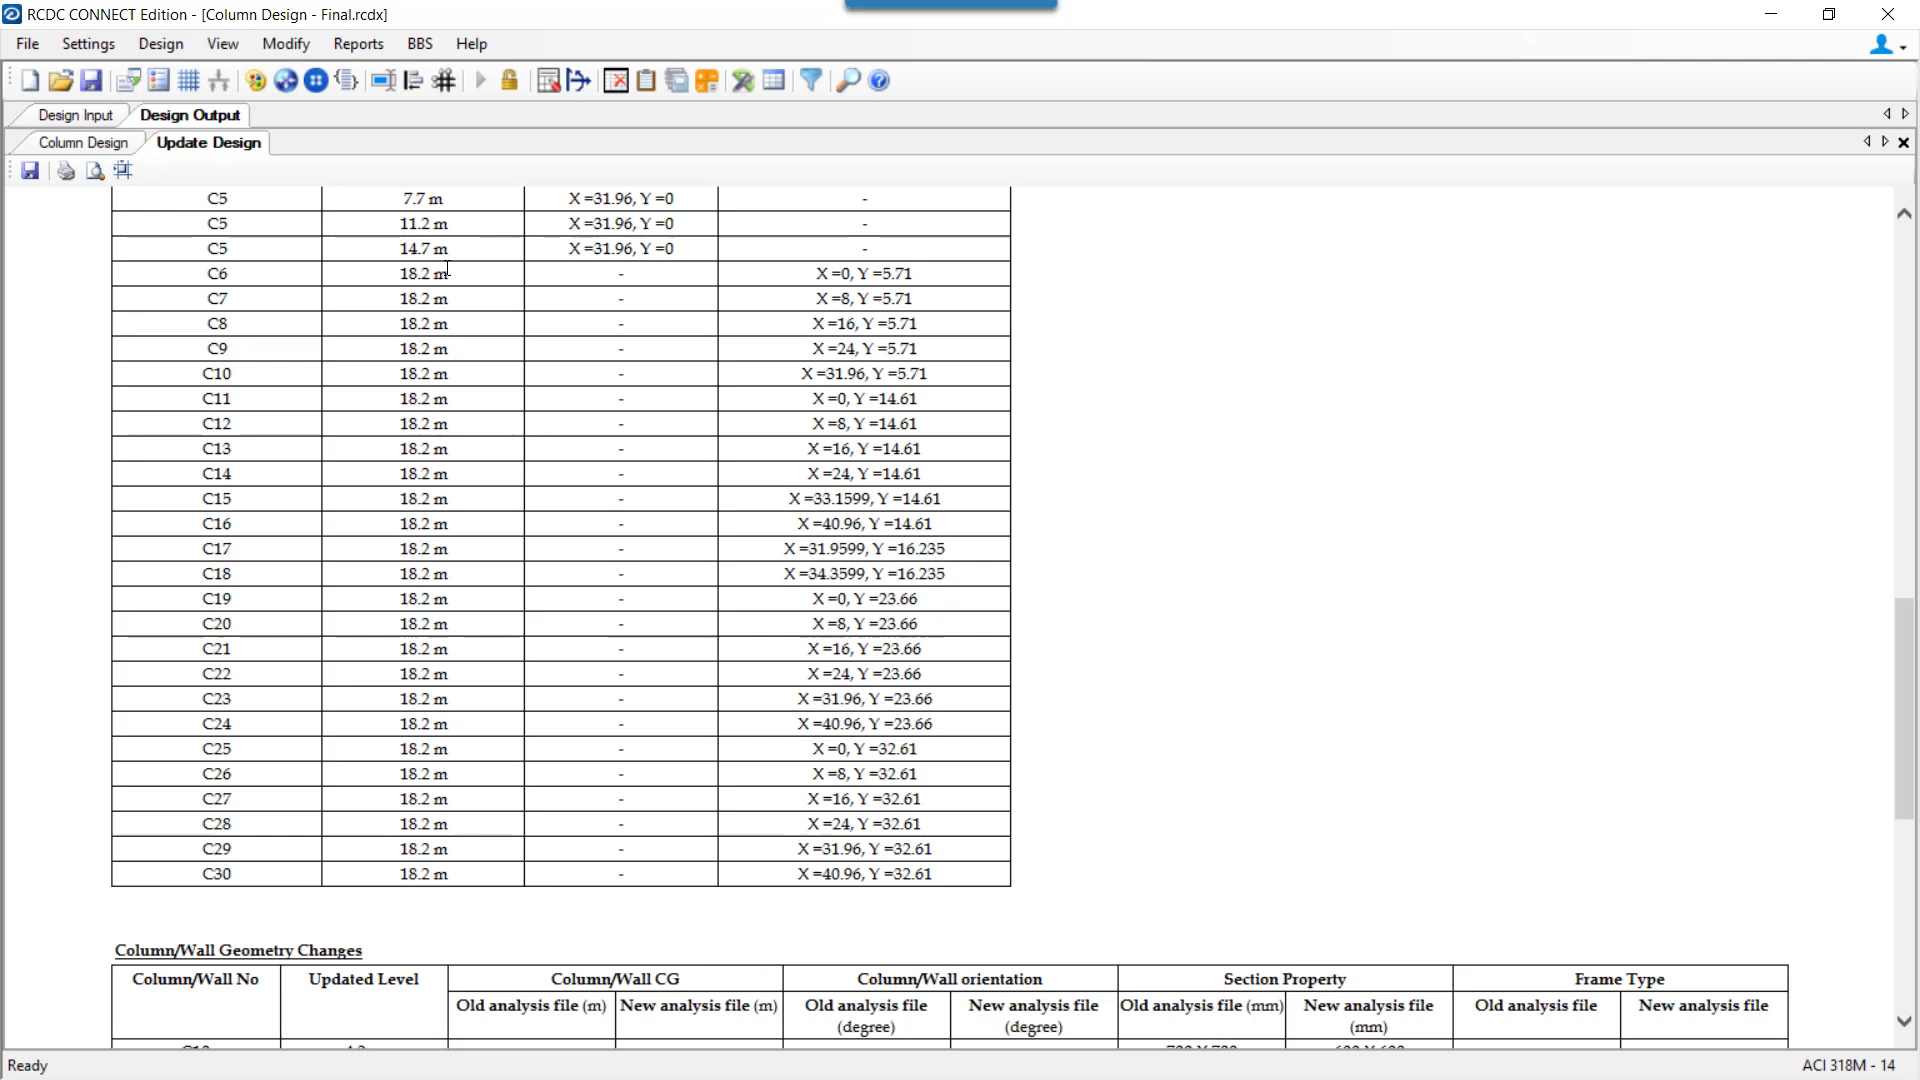 RCDC CONNECT Edition - [Column Design - Final.rcdx]
File Settings Design View Modify Reports BBS Help
Design Input Design Output
Column Design Update Design
C5 7.7 m X =31.96, Y =0 -
C5 11.2 m X =31.96, Y =0 -
C5 14.7 m X =31.96, Y =0 -
C6 18.2 m - X =0, Y =5.71
C7 18.2 m - X =8, Y =5.71
C8 18.2 m - X =16, Y =5.71
C9 18.2 m - X =24, Y =5.71
C10 18.2 m - X =31.96, Y =5.71
C11 18.2 m - X =0, Y =14.61
C12 18.2 m - X =8, Y =14.61
C13 18.2 m - X =16, Y =14.61
C14 18.2 m - X =24, Y =14.61
C15 18.2 m - X =33.1599, Y =14.61
C16 18.2 m - X =40.96, Y =14.61
C17 18.2 m - X =31.9599, Y =16.235
C18 18.2 m - X =34.3599, Y =16.235
C19 18.2 m - X =0, Y =23.66
C20 18.2 m - X =8, Y =23.66
C21 18.2 m - X =16, Y =23.66
C22 18.2 m - X =24, Y =23.66
C23 18.2 m - X =31.96, Y =23.66
C24 18.2 m - X =40.96, Y =23.66
C25 18.2 m - X =0, Y =32.61
C26 18.2 m - X =8, Y =32.61
C27 18.2 m - X =16, Y =32.61
C28 18.2 m - X =24, Y =32.61
C29 18.2 m - X =31.96, Y =32.61
C30 18.2 m - X =40.96, Y =32.61
Column/Wall Geometry Changes
Column/Wall No Updated Level Column/Wall CG Column/Wall orientation Section Property Frame Type
Old analysis file (m) New analysis file (m) Old analysis file New analysis file Old analysis file (mm) New analysis file Old analysis file New analysis file
(degree) (degree) (mm)
Ready ACI 318M - 14